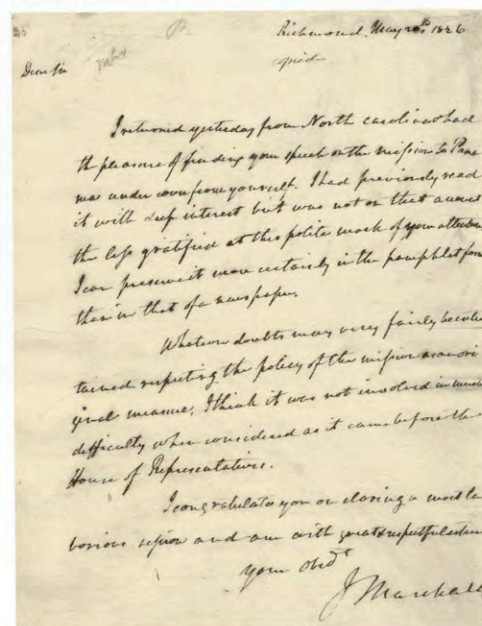 Richmond May 20th 1826
copied
Dear Sir
I returned yesterday from North carolina & had
the pleasure of finding your speech on the mission to Pana
ma under cover from yourself. I had previously read
it with deep interest but was not on that account
the less gratified at this polite mark of your attention
I can preserve it more certainly in the pamphlet form
than in that of a newspaper.
Whatever doubts may very fairly be enter
tained respecting the policy of the mission as an ori
ginal measure, I think it was not involved in much
difficulty when considered as it came before the
House of Representatives.
I congratulate you on closing a most la
borious session and am with great & respectful esteem
your Obdt
J Marshall